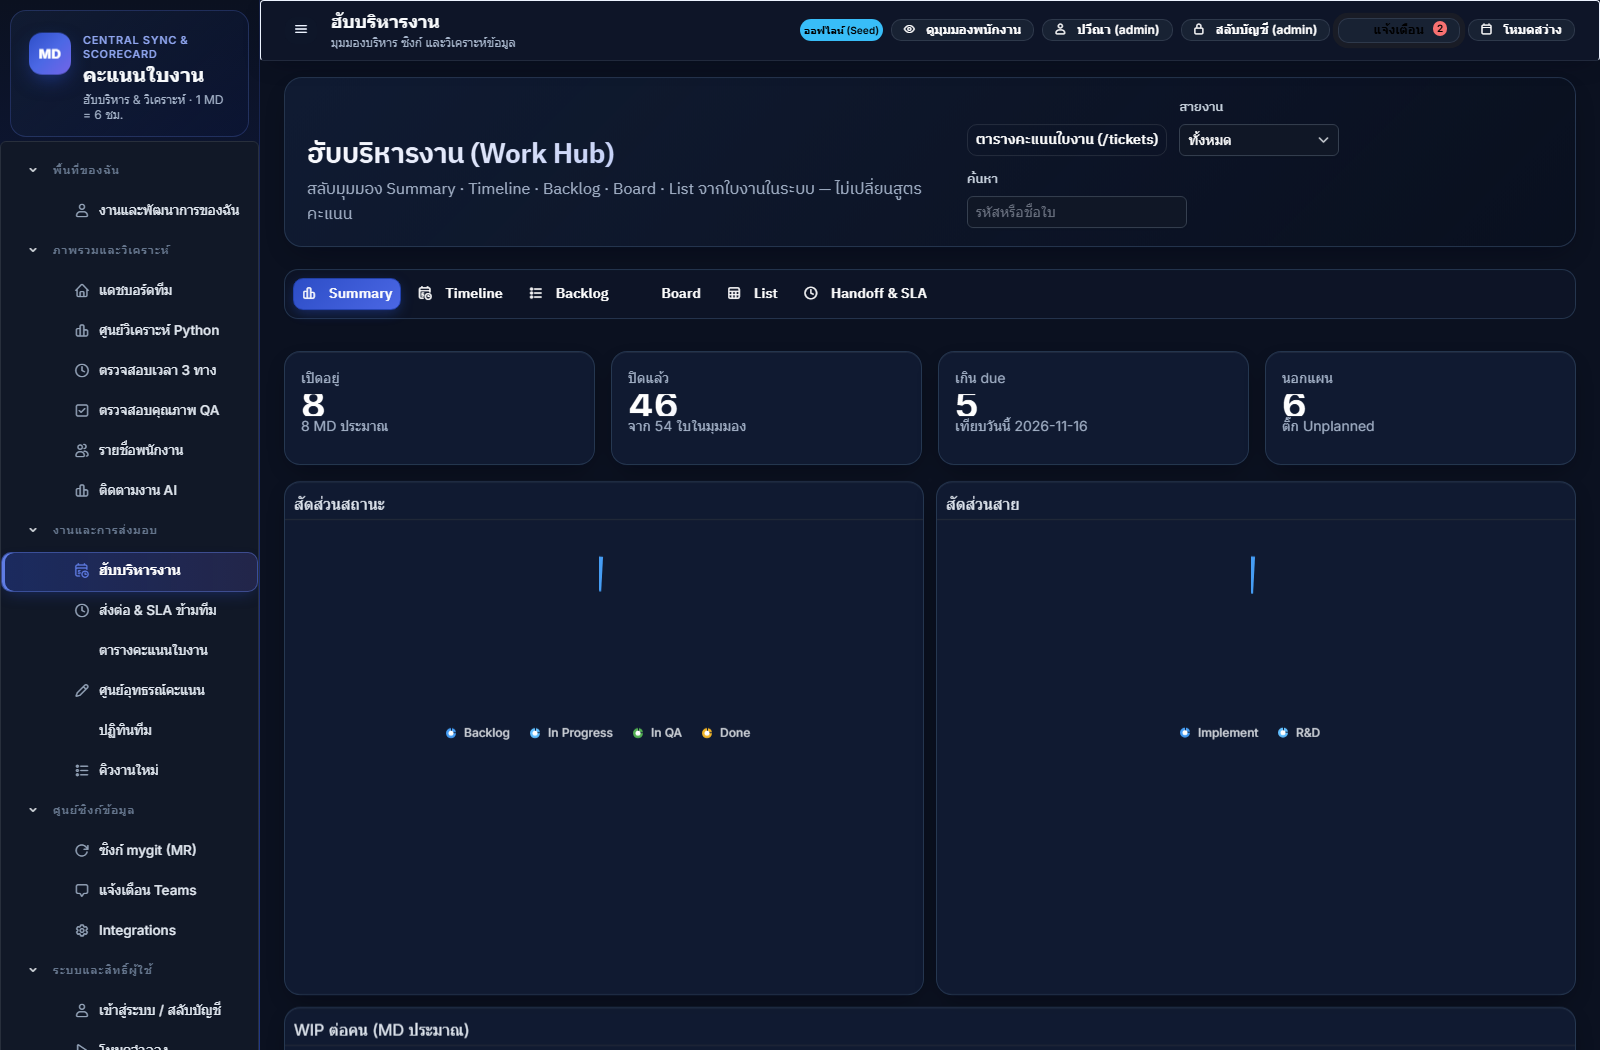 MD
CENTRAL SYNC &
SCORECARD
คะแนนใบงาน
ฮับบริหาร & วิเคราะห์ · 1 MD
= 6 ชม.
พื้นที่ของฉัน
งานและพัฒนาการของฉัน
ภาพรวมและวิเคราะห์
แดชบอร์ดทีม
ศูนย์วิเคราะห์ Python
ตรวจสอบเวลา 3 ทาง
ตรวจสอบคุณภาพ QA
รายชื่อพนักงาน
ติดตามงาน AI
งานและการส่งมอบ
ฮับบริหารงาน
ส่งต่อ & SLA ข้ามทีม
ตารางคะแนนใบงาน
ศูนย์อุทธรณ์คะแนน
ปฏิทินทีม
คิวงานใหม่
ศูนย์ซิงก์ข้อมูล
ซิงก์ mygit (MR)
แจ้งเตือน Teams
Integrations
ระบบและสิทธิ์ผู้ใช้
เข้าสู่ระบบ / สลับบัญชี
โหมดจำลอง
ฮับบริหารงาน
มุมมองบริหาร ซิงก์ และวิเคราะห์ข้อมูล
ออฟไลน์ (Seed)
ดูมุมมองพนักงาน
ปวีณา (admin)
สลับบัญชี (admin)
แจ้งเตือน 2
โหมดสว่าง
ฮับบริหารงาน (Work Hub)
สลับมุมมอง Summary · Timeline · Backlog · Board · List จากใบงานในระบบ — ไม่เปลี่ยนสูตร
คะแนน
ตารางคะแนนใบงาน (/tickets)
สายงาน
ทั้งหมด
ค้นหา
รหัสหรือชื่อใบ
Summary
Timeline
Backlog
Board
List
Handoff & SLA
เปิดอยู่
8
8 MD ประมาณ
ปิดแล้ว
46
จาก 54 ใบในมุมมอง
เกิน due
5
เทียบวันนี้ 2026-11-16
นอกแผน
6
ติ๊ก Unplanned
สัดส่วนสถานะ
Backlog
In Progress
In QA
Done
สัดส่วนสาย
Implement
R&D
WIP ต่อคน (MD ประมาณ)